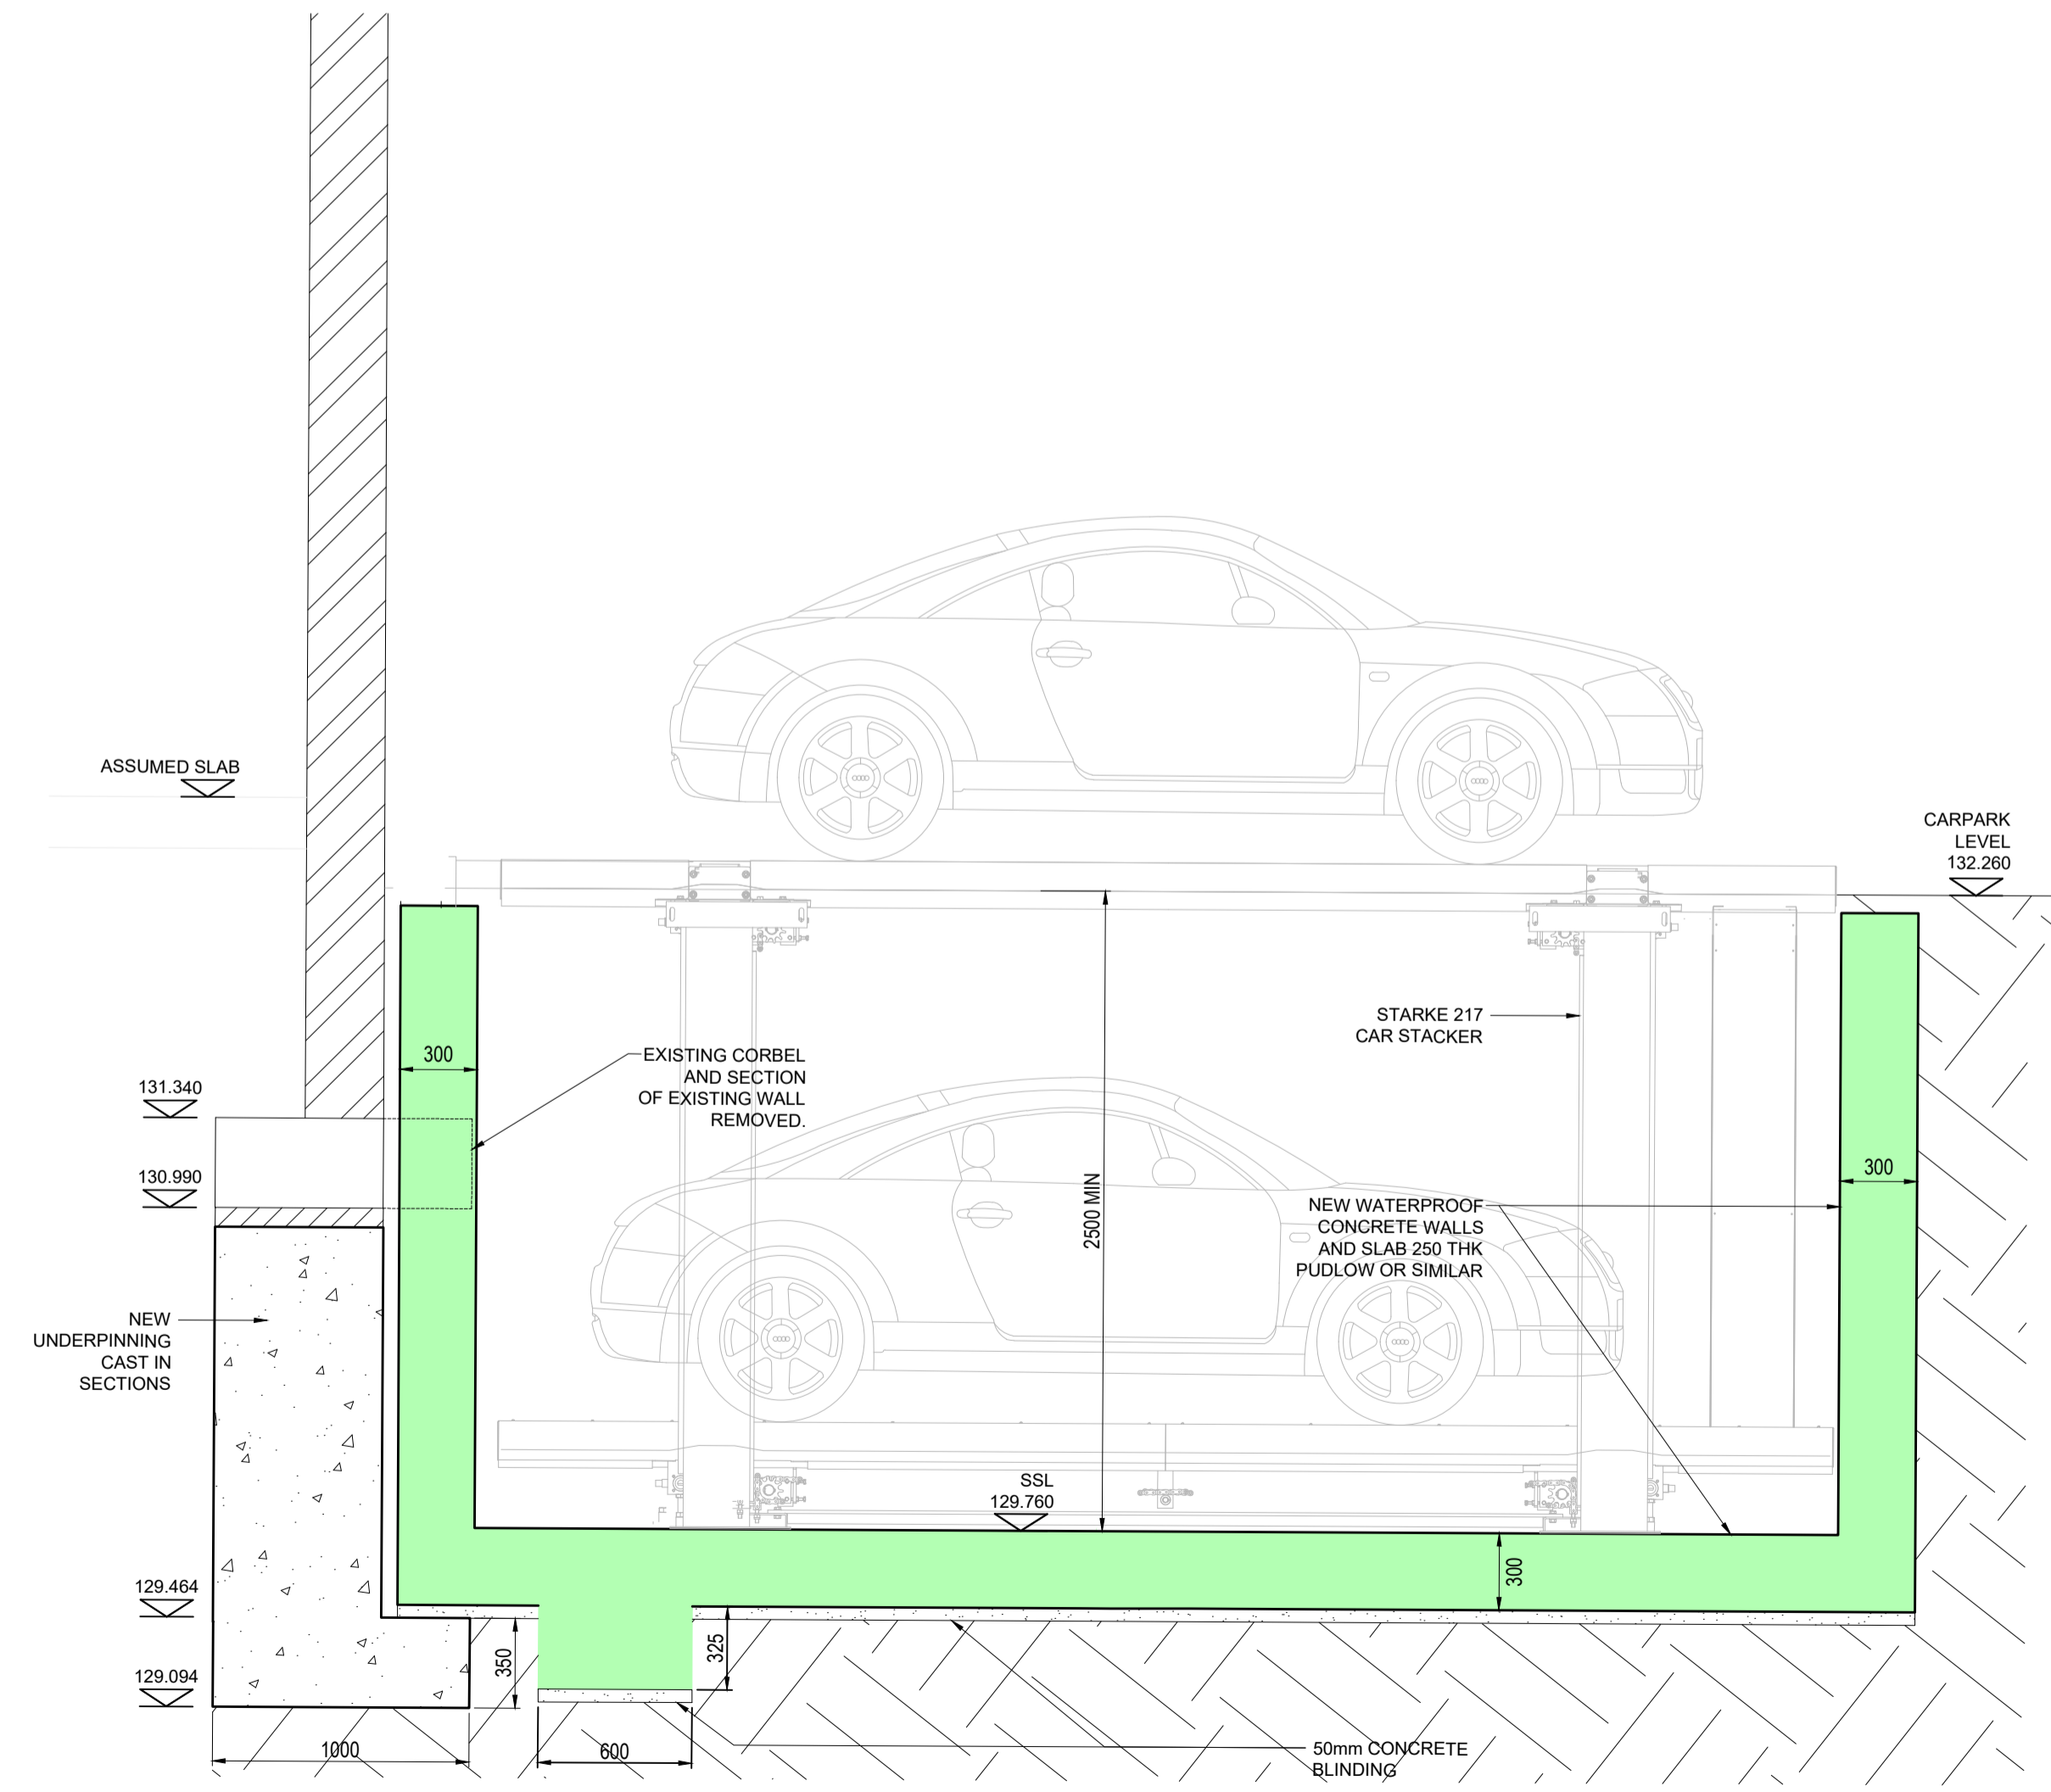 ASSUMED SLAB
CARPARK
LEVEL
132.260
STARKE 217
CAR STACKER
300
EXISTING CORBEL
AND SECTION
OF EXISTING WALL
REMOVED.
131.340
130.990
300
2500 MIN
NEW WATERPROOF
CONCRETE WALLS
AND SLAB 250 THK
PUDLOW OR SIMILAR
NEW
UNDERPINNING
CAST IN
SECTIONS
SSL
129.760
300
129.464
129.094
350
325
1000
600
50mm CONCRETE
BLINDING